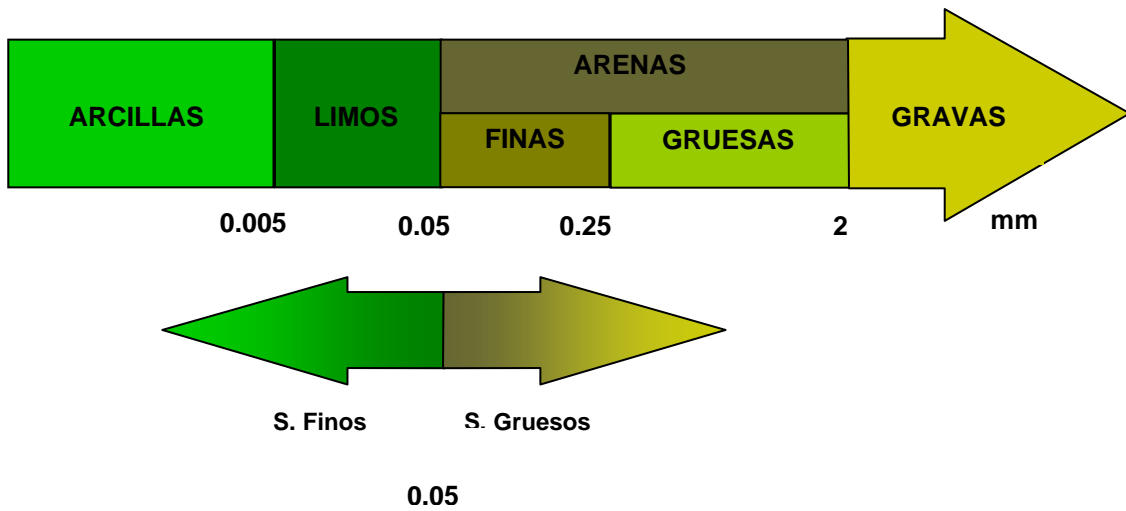 ARENAS
ARCILLAS LIMOS GRAVAS
FINAS GRUESAS
0.005 0.05 0.25 2 mm
S. Finos S. Gruesos
0.05